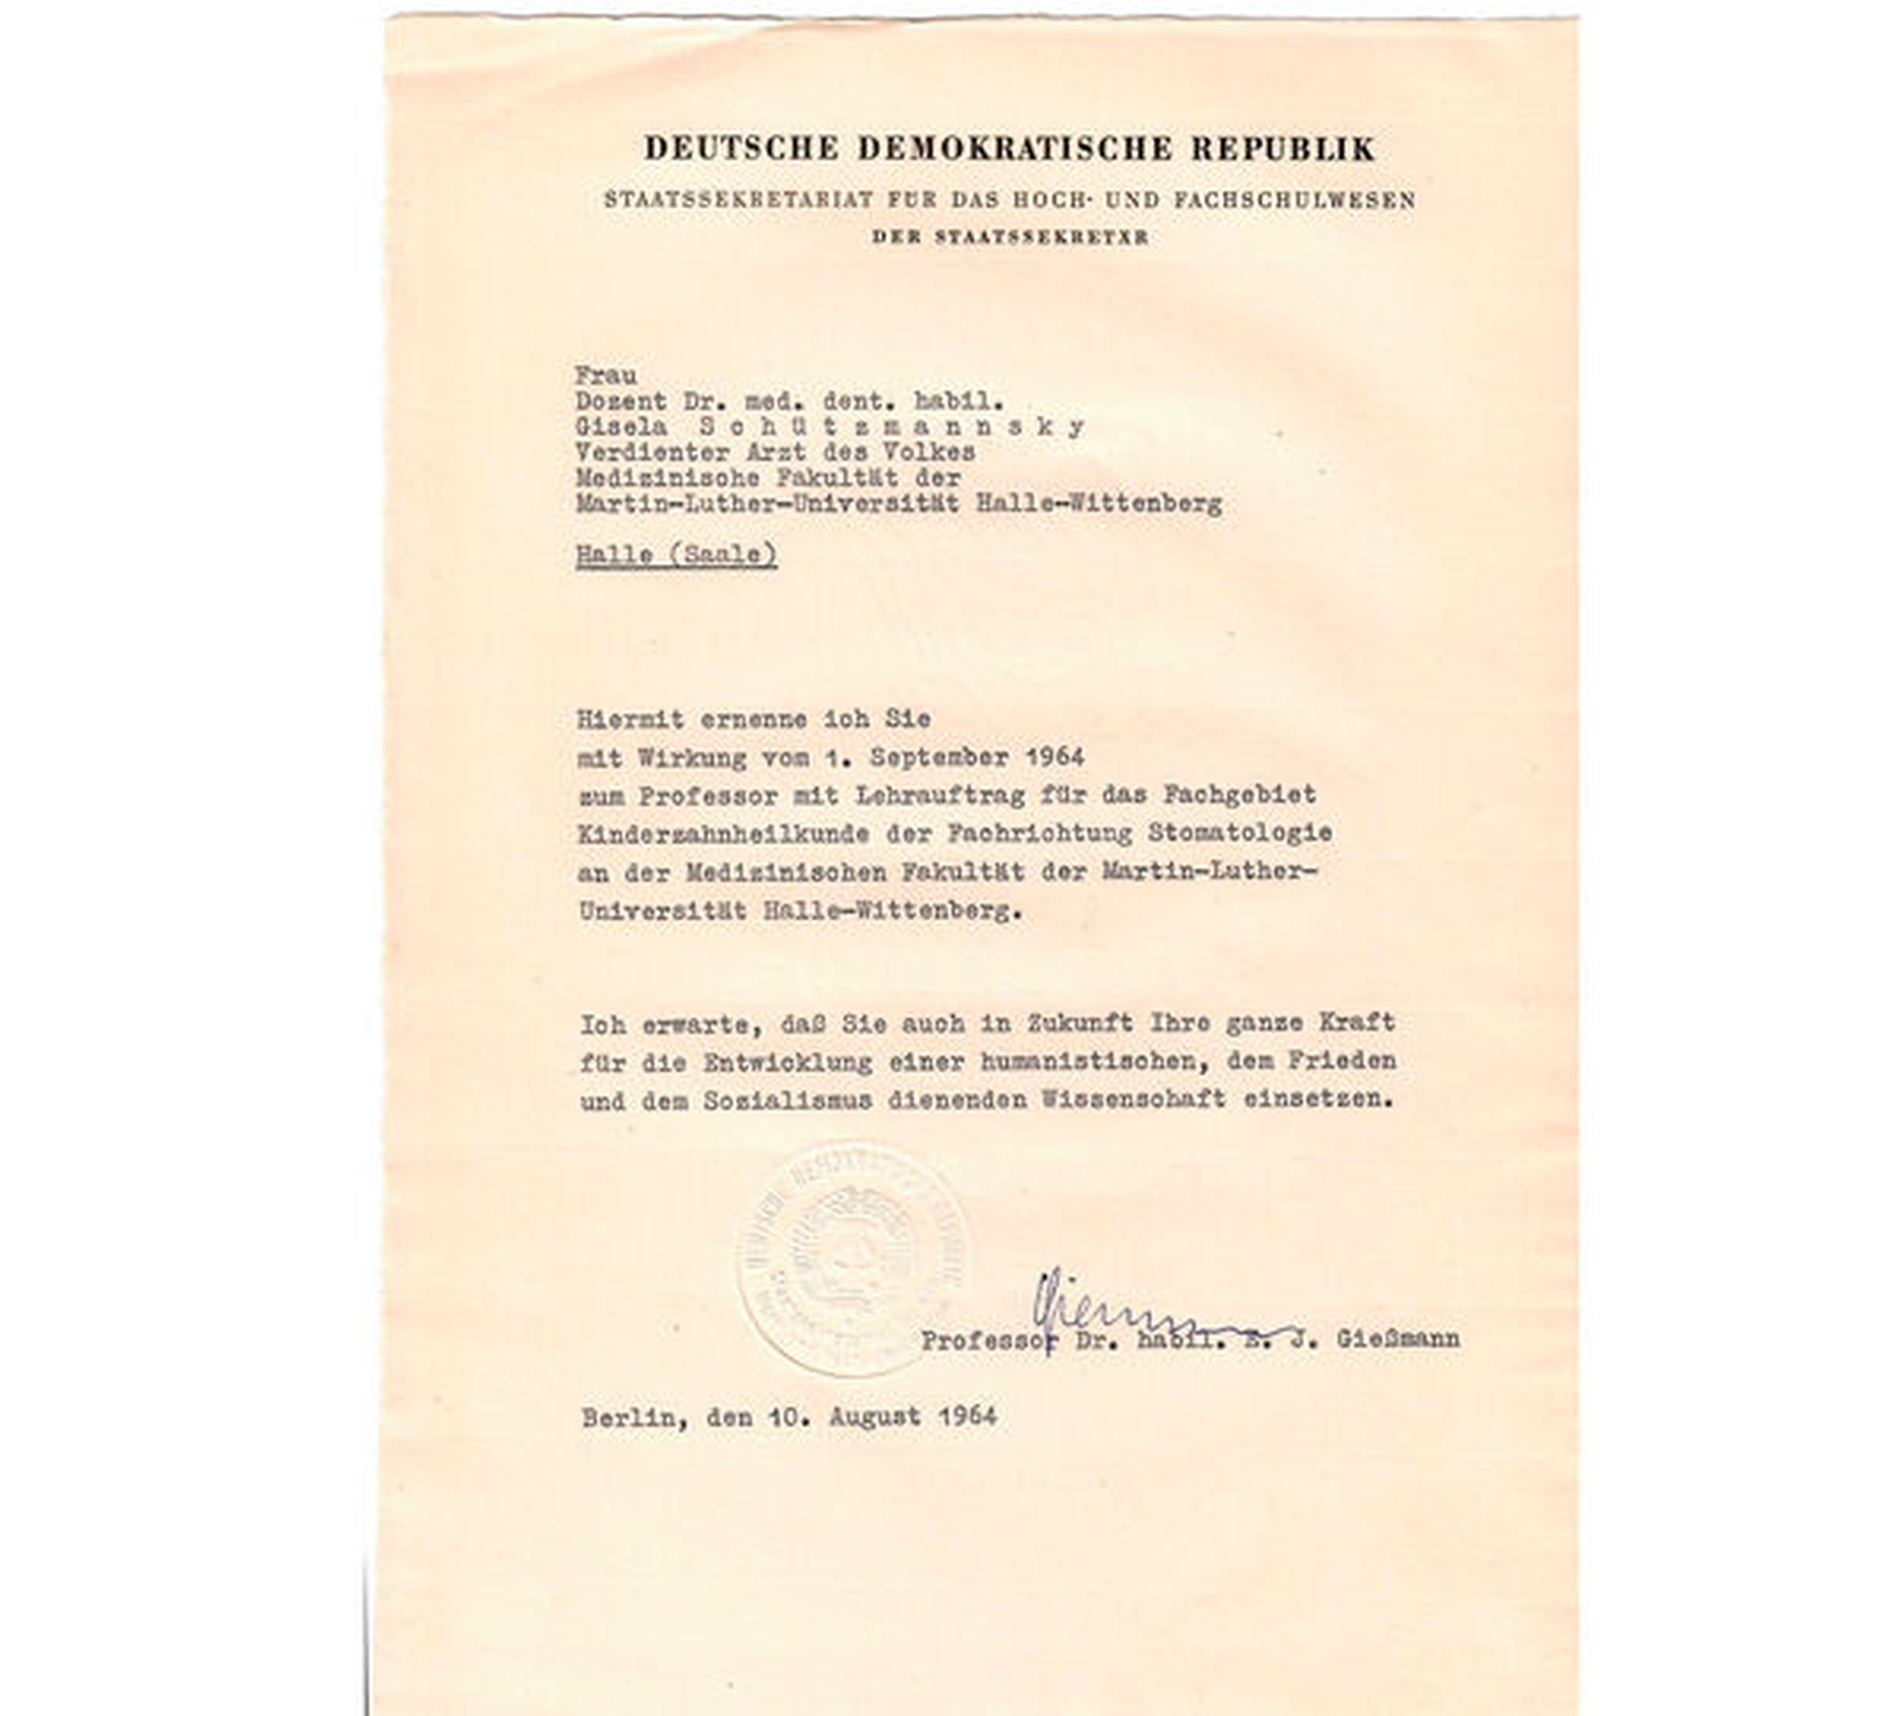 DEUTSCHE DEMOKRATISCHE REPUBLIK
STAATSSEKRETARIAT FÜR DAS HOCH- UND FACHSCHULWESEN
DER STAATSSEKRETÄR
Frau
Dozent Dr. med. dent. habil.
Gisela S c h ü t z m a n n s k y
Verdienter Arzt des Volkes
Medizinische Fakultät der
Martin-Luther-Universität Halle-Wittenberg
Halle (Saale)
Hiermit ernenne ich Sie
mit Wirkung vom 1. September 1964
zum Professor mit Lehrauftrag für das Fachgebiet
Kinderzahnheilkunde der Fachrichtung Stomatologie
an der Medizinischen Fakultät der Martin-Luther-
Universität Halle-Wittenberg.
Ich erwarte, daß Sie auch in Zukunft Ihre ganze Kraft
für die Entwicklung einer humanistischen, dem Frieden
und dem Sozialismus dienenden Wissenschaft einsetzen.
Professor Dr. habil. E. J. Gießmann
Berlin, den 10. August 1964